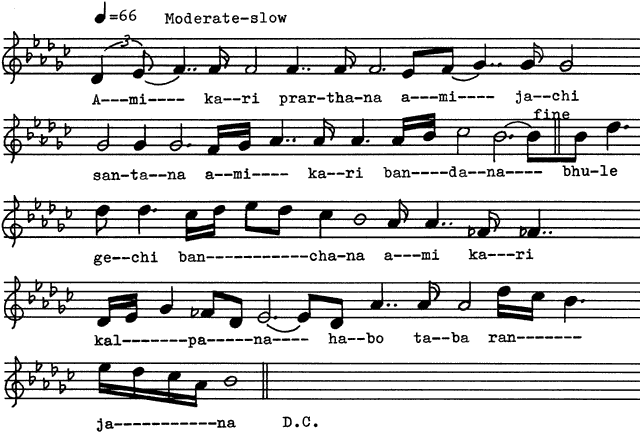 ♩=66 Moderate-slow
3
A---mi---- ka--ri prar-tha-na a---mi---- ja--chi
fine
san-ta--na a--mi---- ka--ri ban----da--na---- bhu-le
ge--chi ban------------cha-na a---mi ka--ri
kal-------pa-----na---- ha--bo ta--ba ran--------
ja-----------na D.C.